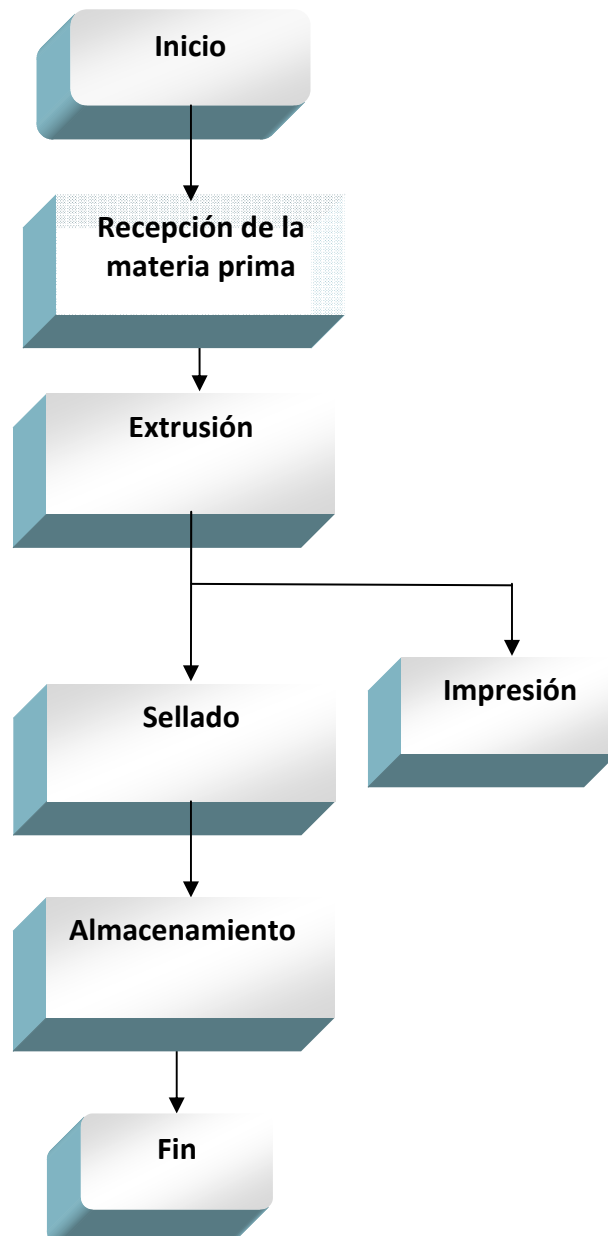 Inicio
Recepción de la
materia prima
Extrusión
Sellado
Impresión
Almacenamiento
Fin